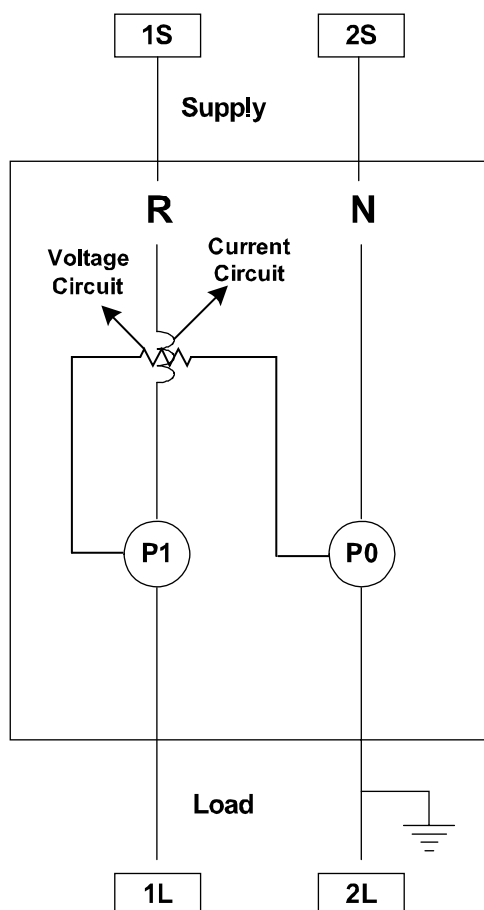 1S 2S
Supply
R N
Voltage
Circuit
Current
Circuit
P1 P0
Load
1L 2L